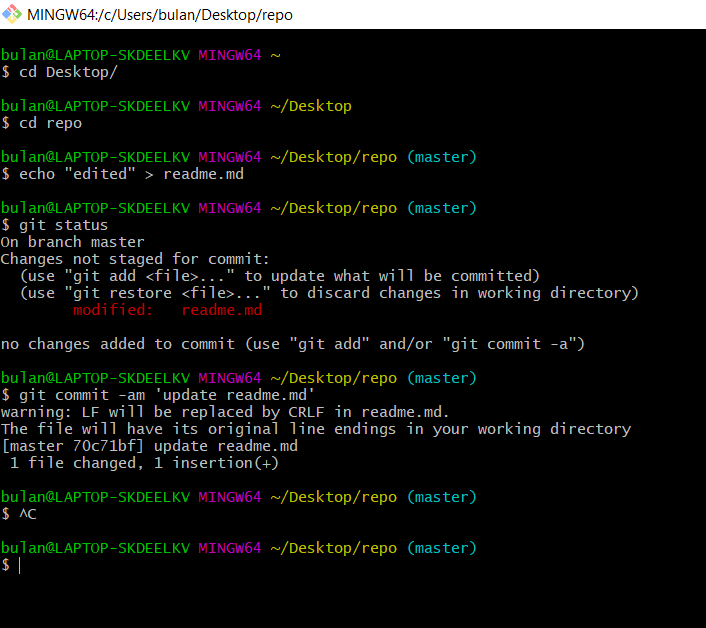 MINGW64:/c/Users/bulan/Desktop/repo
bulan@LAPTOP-SKDEELKV MINGW64 ~
$ cd Desktop/
bulan@LAPTOP-SKDEELKV MINGW64 ~/Desktop
$ cd repo
bulan@LAPTOP-SKDEELKV MINGW64 ~/Desktop/repo (master)
$ echo "edited" > readme.md
bulan@LAPTOP-SKDEELKV MINGW64 ~/Desktop/repo (master)
$ git status
On branch master
Changes not staged for commit:
  (use "git add <file>..." to update what will be committed)
  (use "git restore <file>..." to discard changes in working directory)
        modified:   readme.md
no changes added to commit (use "git add" and/or "git commit -a")
bulan@LAPTOP-SKDEELKV MINGW64 ~/Desktop/repo (master)
$ git commit -am 'update readme.md'
warning: LF will be replaced by CRLF in readme.md.
The file will have its original line endings in your working directory
[master 70c71bf] update readme.md
 1 file changed, 1 insertion(+)
bulan@LAPTOP-SKDEELKV MINGW64 ~/Desktop/repo (master)
$ ^C
bulan@LAPTOP-SKDEELKV MINGW64 ~/Desktop/repo (master)
$